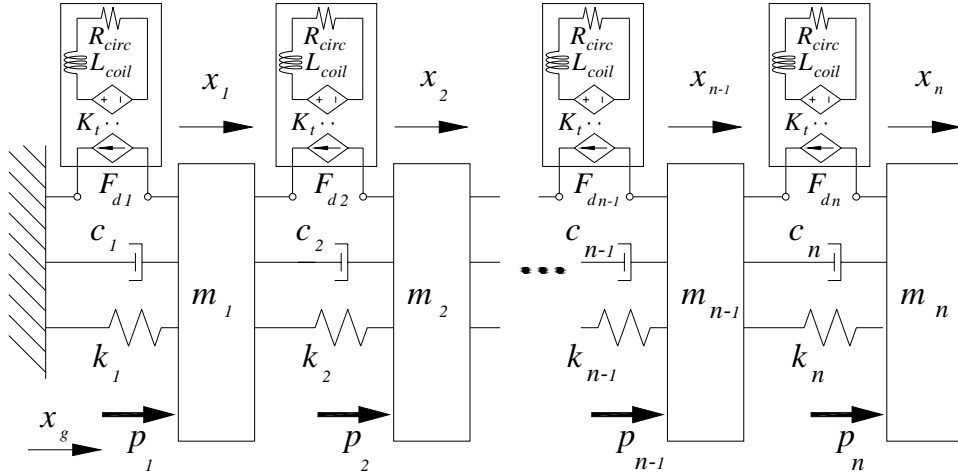 R_circ R_circ R_circ R_circ
L_coil L_coil L_coil L_coil
x_1 x_2 x_n-1 x_n
+ − + − + − + −
K_t ·· K_t ·· K_t ·· K_t ··
F_d1 F_d2 F_dn-1 F_dn
c_1 c_2 c_n-1 c_n
m_1 m_2 ••• m_n-1 m_n
k_1 k_2 k_n-1 k_n
x_g
p_1 p_2 p_n-1 p_n